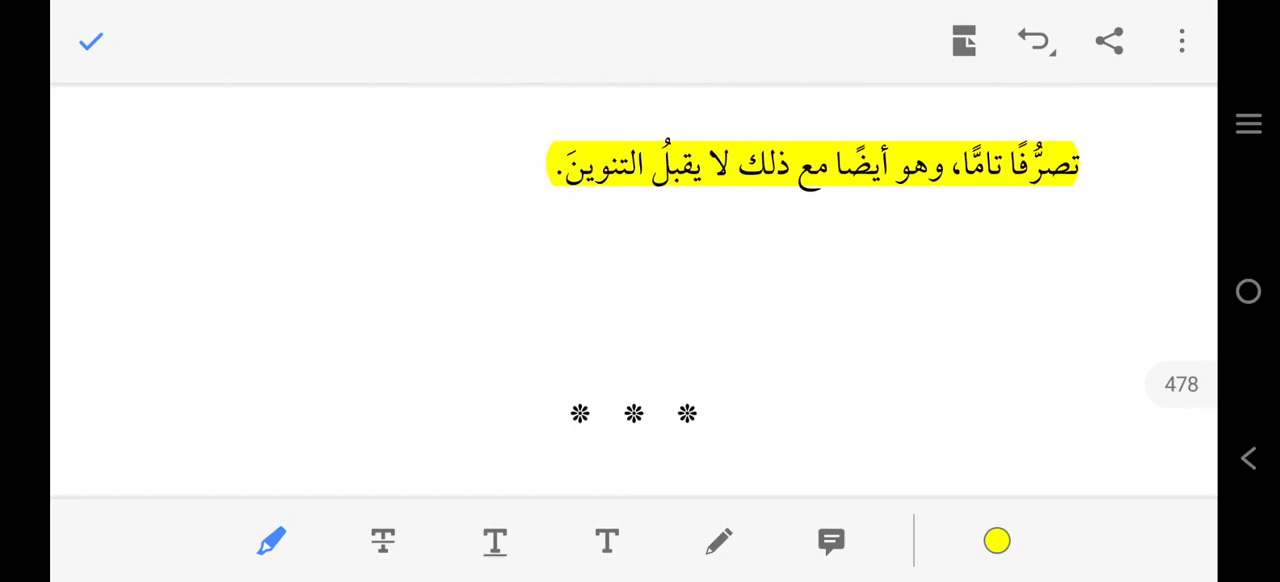 تصرُّفًا تامًّا، وهو أيضًا مع ذلك لا يقبلُ التنوينَ.
478
❊ ❊ ❊